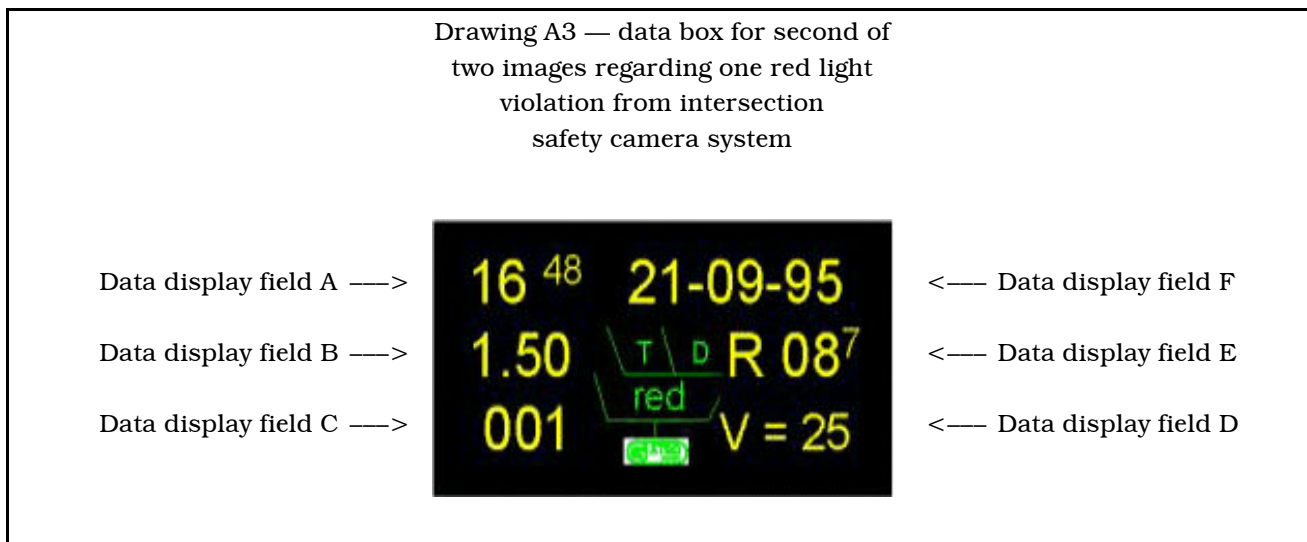 Drawing A3 — data box for second of
two images regarding one red light
violation from intersection
safety camera system
Data display field A ––—> 16 48 21-09-95 <–—– Data display field F
Data display field B ––—> 1.50 T D R 08⁷ <–—– Data display field E
red
Data display field C ––—> 001 V = 25 <–—– Data display field D